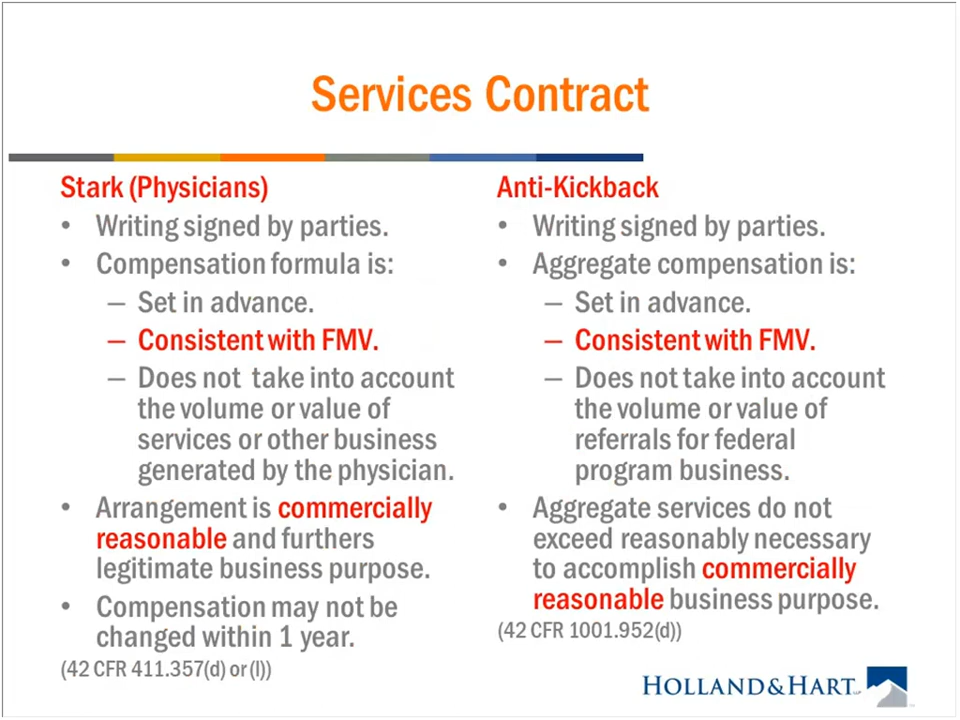 Services Contract
Stark (Physicians)
• Writing signed by parties.
• Compensation formula is:
– Set in advance.
– Consistent with FMV.
– Does not take into account
the volume or value of
services or other business
generated by the physician.
• Arrangement is commercially
reasonable and furthers
legitimate business purpose.
• Compensation may not be
changed within 1 year.
(42 CFR 411.357(d) or (l))
Anti-Kickback
• Writing signed by parties.
• Aggregate compensation is:
– Set in advance.
– Consistent with FMV.
– Does not take into account
the volume or value of
referrals for federal
program business.
• Aggregate services do not
exceed reasonably necessary
to accomplish commercially
reasonable business purpose.
(42 CFR 1001.952(d))
HOLLAND&HART